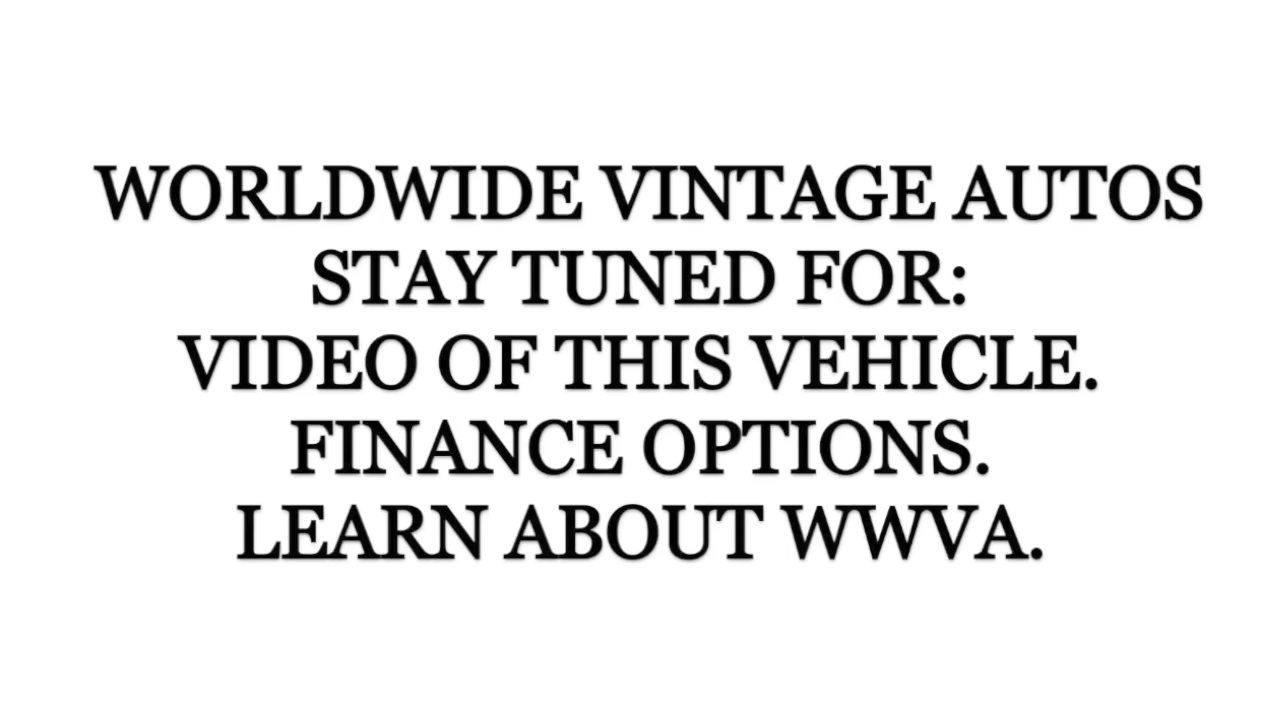 WORLDWIDE VINTAGE AUTOS
STAY TUNED FOR:
VIDEO OF THIS VEHICLE.
FINANCE OPTIONS.
LEARN ABOUT WWVA.